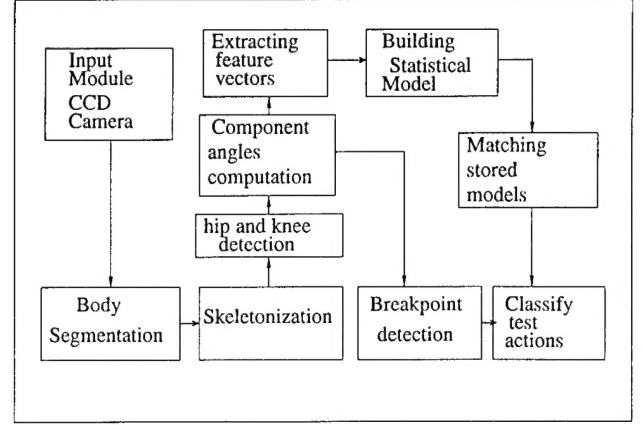 Input
Module
CCD
Camera
Extracting
feature
vectors
Building
Statistical
Model
Component
angles
computation
Matching
stored
models
hip and knee
detection
Body
Segmentation
Skeletonization
Breakpoint
detection
Classify
test
actions